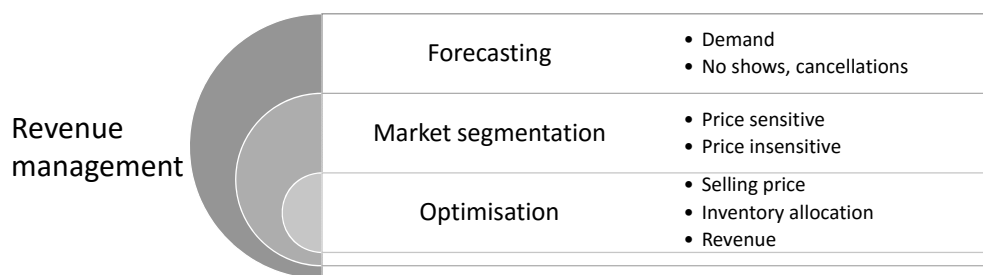 Revenue
management
Forecasting
• Demand
• No shows, cancellations
Market segmentation
• Price sensitive
• Price insensitive
Optimisation
• Selling price
• Inventory allocation
• Revenue